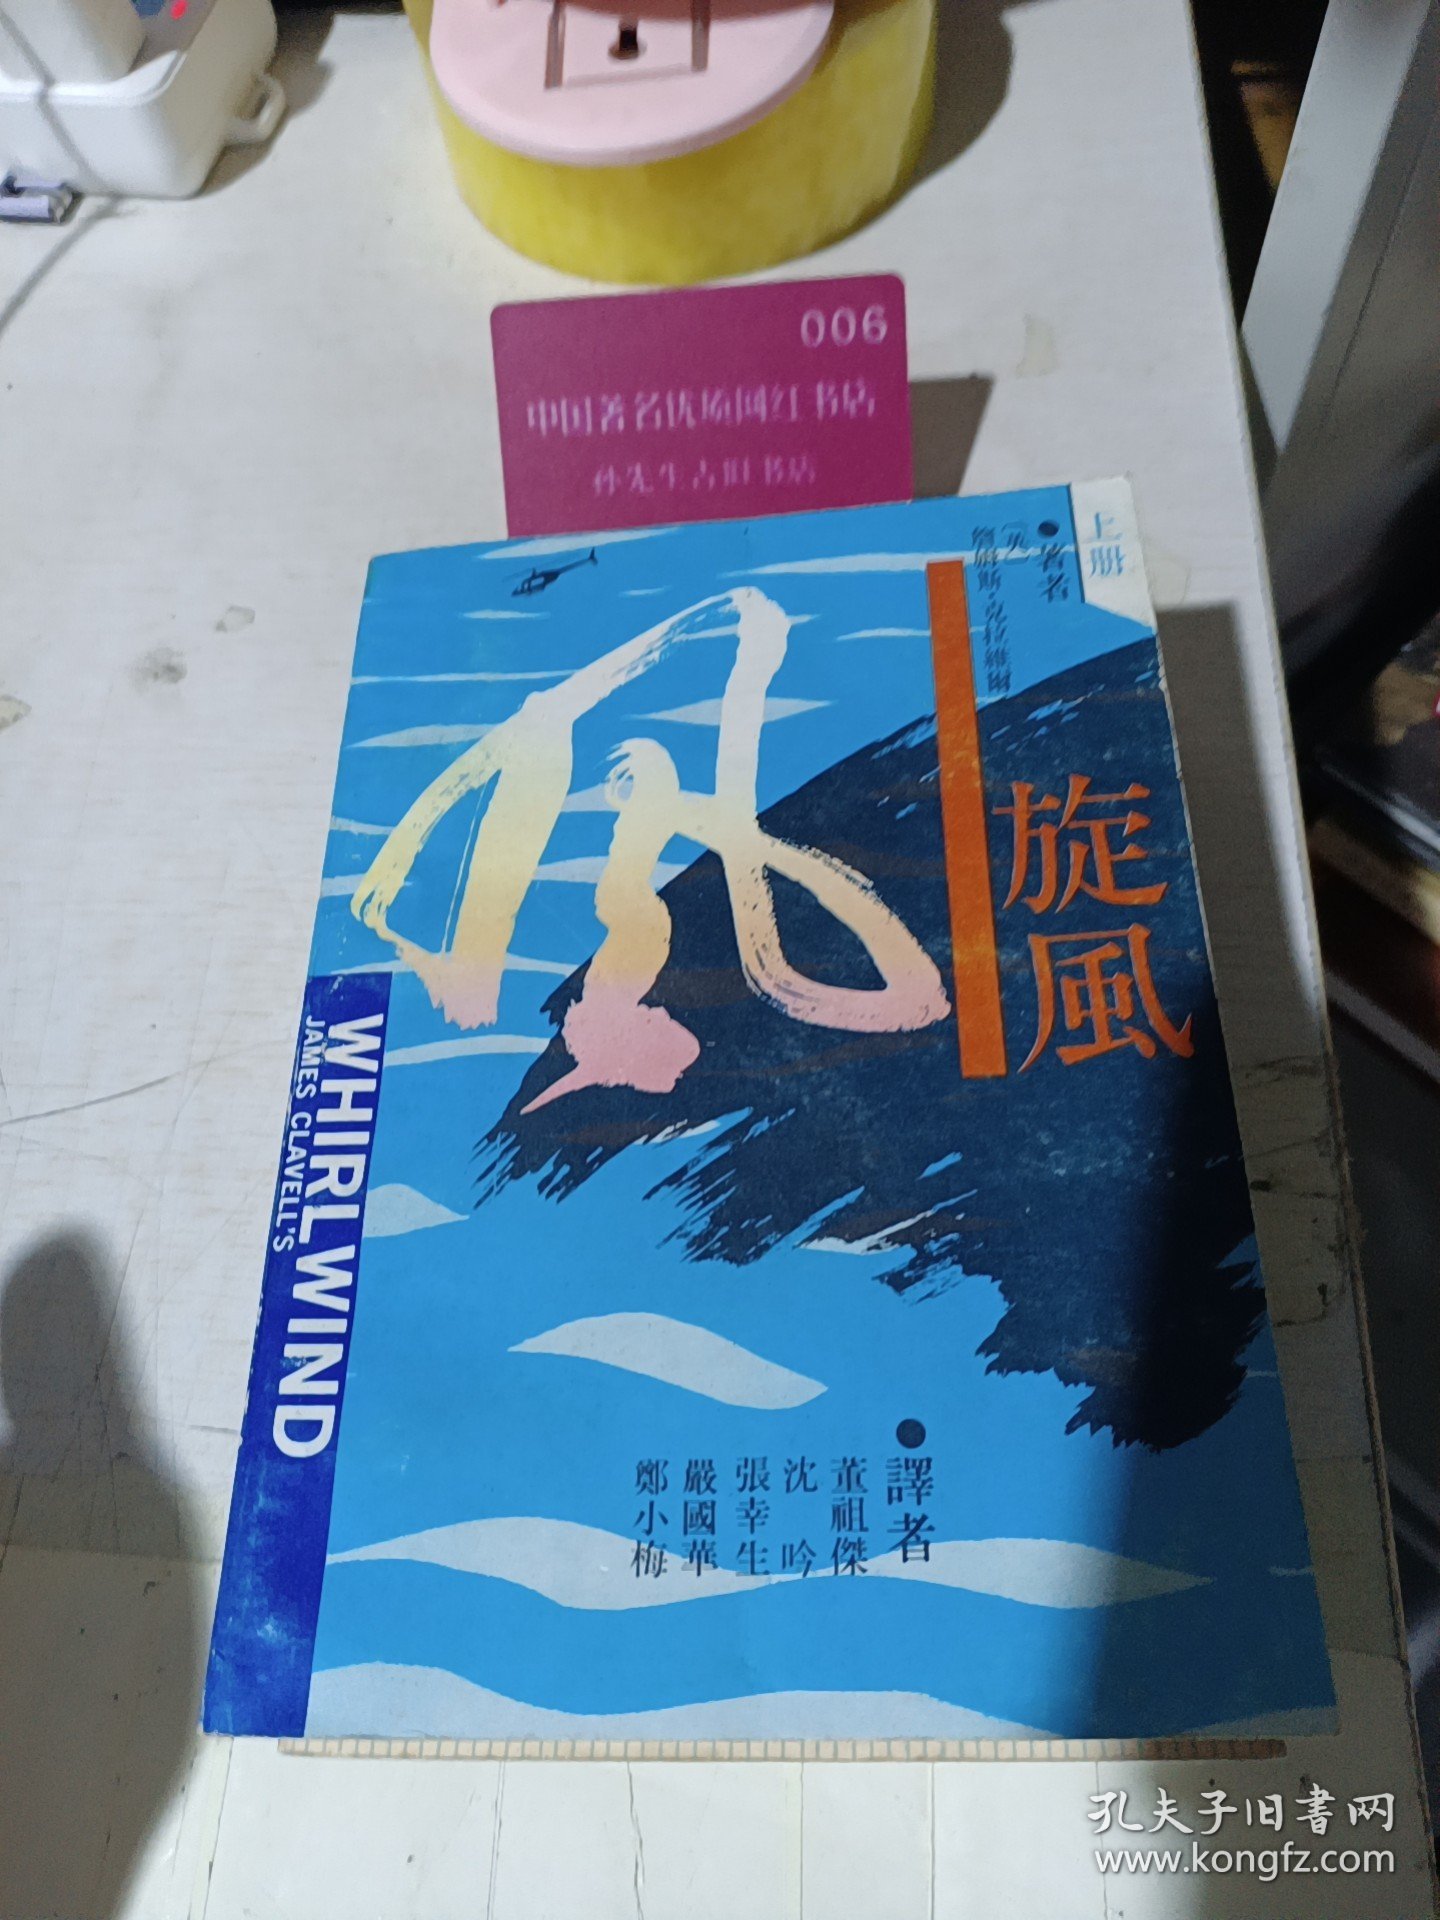 006
中国著名优质网红书店
孙先生古旧书店
上册
●著者
(英)
詹姆斯·克拉維爾
風
旋風
WHIRLWIND
JAMES CLAVELL'S
●譯者
董祖傑
沈吟
張幸生
嚴國華
鄭小梅
孔夫子旧書网
www.kongfz.com